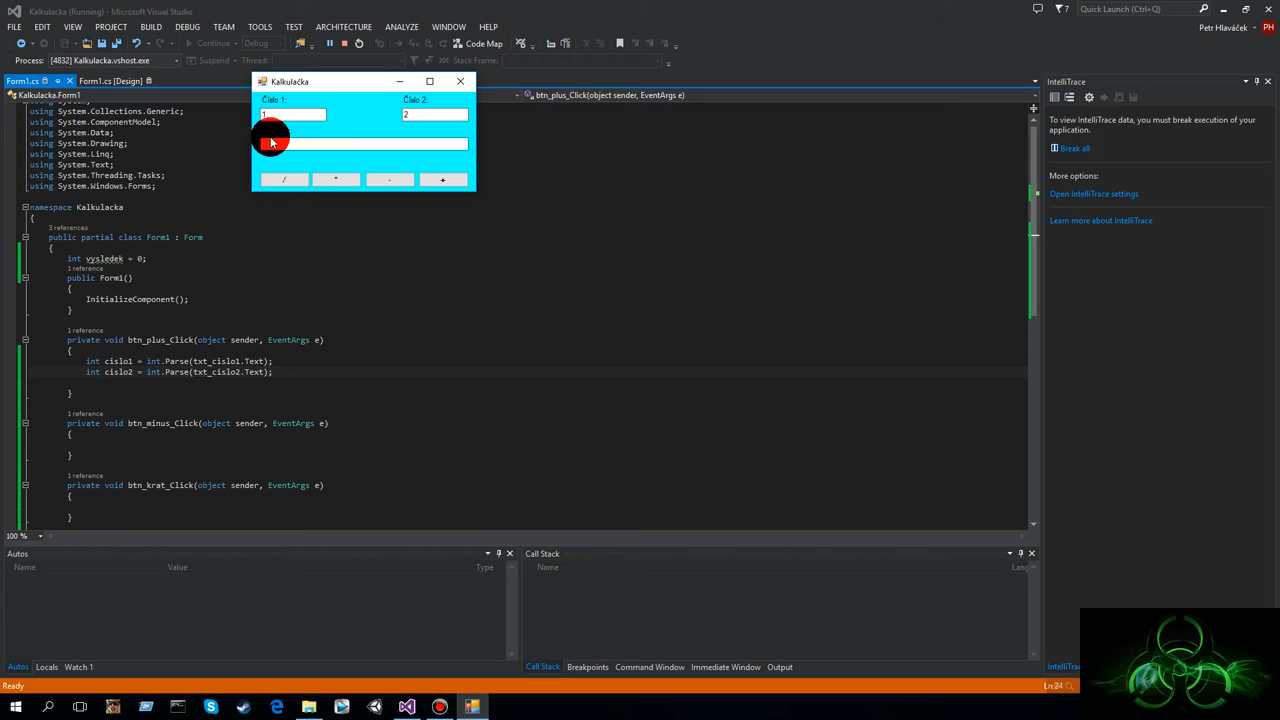 Kalkulacka (Running) - Microsoft Visual Studio
7
Quick Launch (Ctrl+Q)
FILE EDIT VIEW PROJECT BUILD DEBUG TEAM TOOLS TEST ARCHITECTURE ANALYZE WINDOW HELP
Petr Hlaváček PH
Continue Debug Code Map
Process: [4832] Kalkulacka.vshost.exe Suspend Thread: Stack Frame:
Form1.cs Form1.cs [Design]
Kalkulacka.Form1 btn_plus_Click(object sender, EventArgs e)
Kalkulačka
Číslo 1: Číslo 2:
1 2
/ * - +
using System;
using System.Collections.Generic;
using System.ComponentModel;
using System.Data;
using System.Drawing;
using System.Linq;
using System.Text;
using System.Threading.Tasks;
using System.Windows.Forms;
namespace Kalkulacka
{
3 references
public partial class Form1 : Form
{
int vysledek = 0;
1 reference
public Form1()
{
InitializeComponent();
}
1 reference
private void btn_plus_Click(object sender, EventArgs e)
{
int cislo1 = int.Parse(txt_cislo1.Text);
int cislo2 = int.Parse(txt_cislo2.Text);
}
1 reference
private void btn_minus_Click(object sender, EventArgs e)
{
}
1 reference
private void btn_krat_Click(object sender, EventArgs e)
{
}
100 %
IntelliTrace
To view IntelliTrace data, you must break execution of your
application.
Break all
More options:
Open IntelliTrace settings
Learn more about IntelliTrace
Autos
Name Value Type
Call Stack
Name Lang
Autos Locals Watch 1
Call Stack Breakpoints Command Window Immediate Window Output
Ready